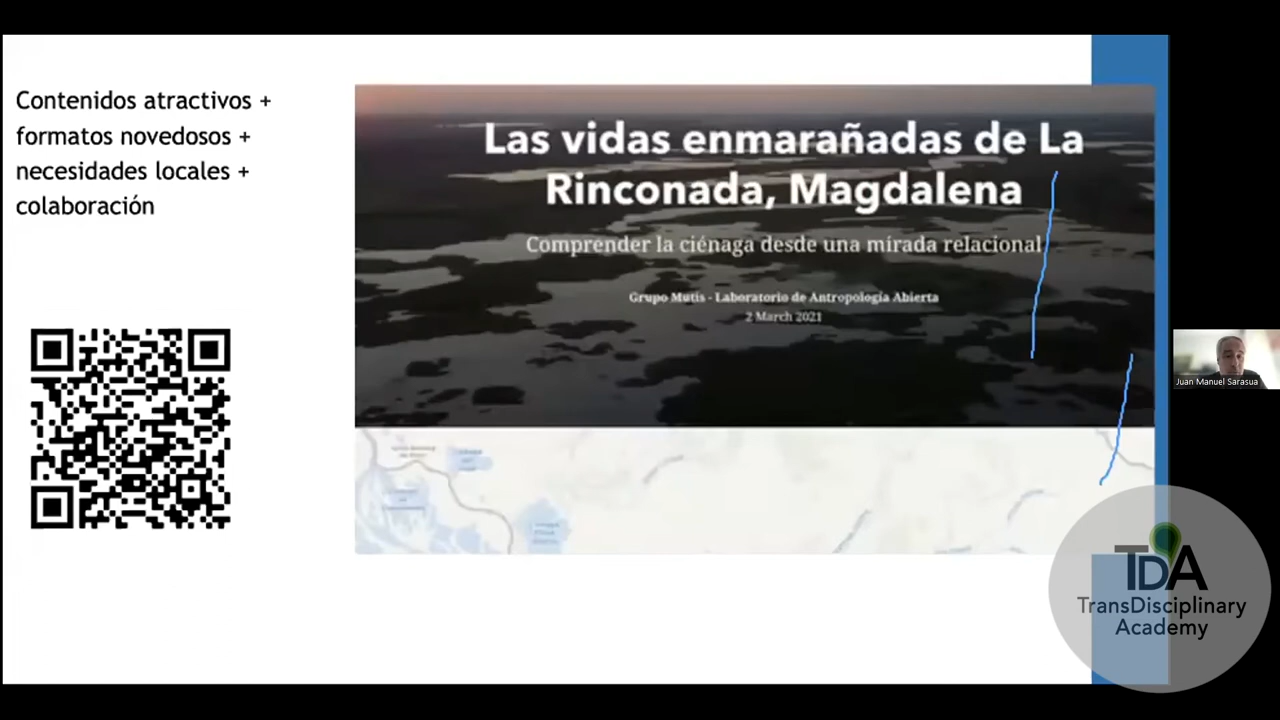 Contenidos atractivos +
formatos novedosos +
necesidades locales +
colaboración
Las vidas enmarañadas de La
Rinconada, Magdalena
Comprender la ciénaga desde una mirada relacional
Grupo Mutis - Laboratorio de Antropología Abierta
2 March 2021
Juan Manuel Sarasua
TDA
TransDisciplinary
Academy